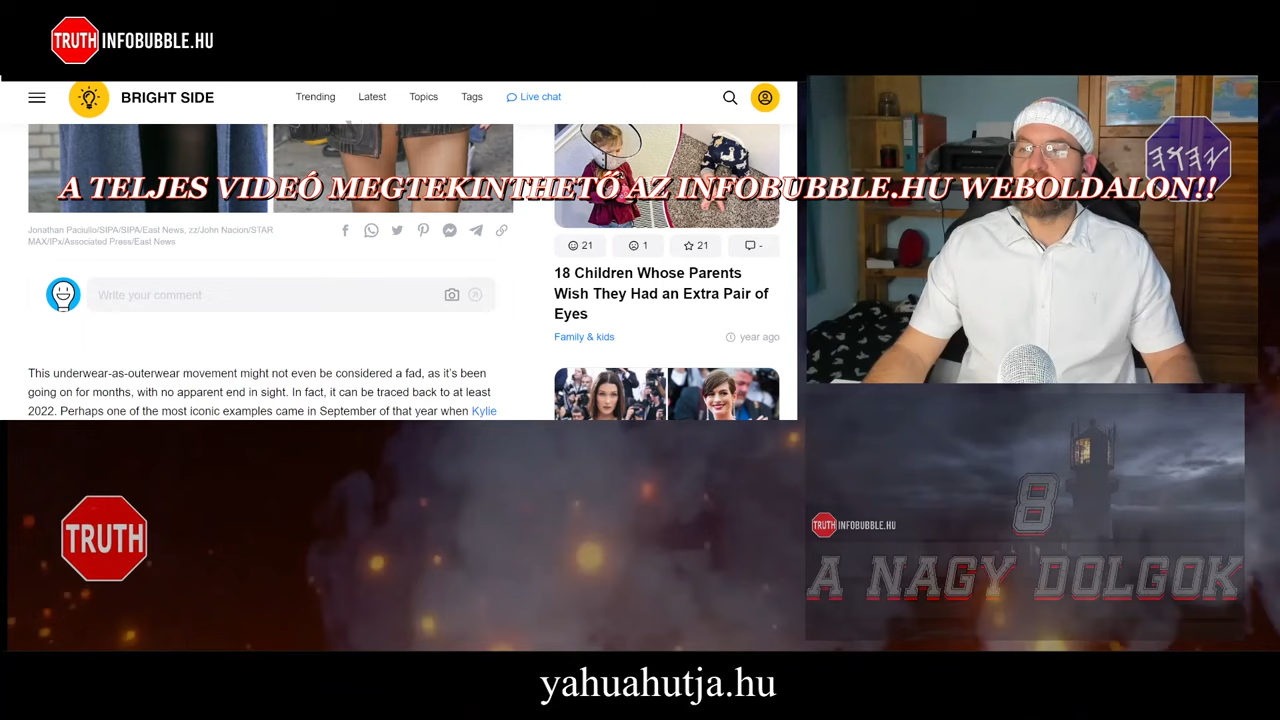 TRUTH INFOBUBBLE.HU
BRIGHT SIDE
Trending Latest Topics Tags Live chat
A TELJES VIDEÓ MEGTEKINTHETŐ AZ INFOBUBBLE.HU WEBOLDALON!!
Jonathan Paciullo/SIPA/SIPA/East News, zz/John Nacion/STAR
MAX/IPx/Associated Press/East News
21 1 21 -
Write your comment
18 Children Whose Parents
Wish They Had an Extra Pair of
Eyes
Family & kids year ago
This underwear-as-outerwear movement might not even be considered a fad, as it's been
going on for months, with no apparent end in sight. In fact, it can be traced back to at least
2022. Perhaps one of the most iconic examples came in September of that year when Kylie
𐤉𐤄𐤅𐤄
TRUTH
8
TRUTH INFOBUBBLE.HU
A NAGY DOLGOK
yahuahutja.hu